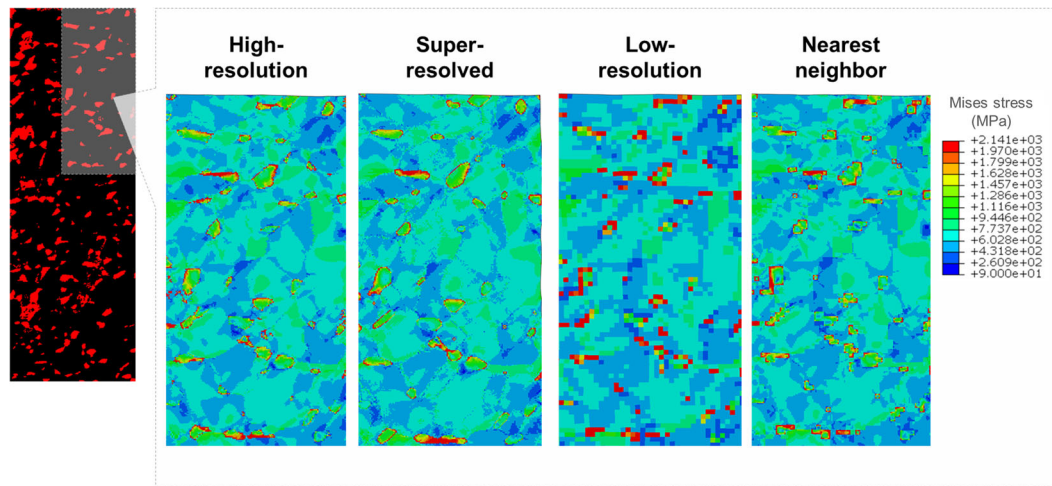 High-
resolution
Super-
resolved
Low-
resolution
Nearest
neighbor
Mises stress
(MPa)
+2.141e+03
+1.970e+03
+1.799e+03
+1.628e+03
+1.457e+03
+1.286e+03
+1.116e+03
+9.446e+02
+7.737e+02
+6.028e+02
+4.318e+02
+2.609e+02
+9.000e+01